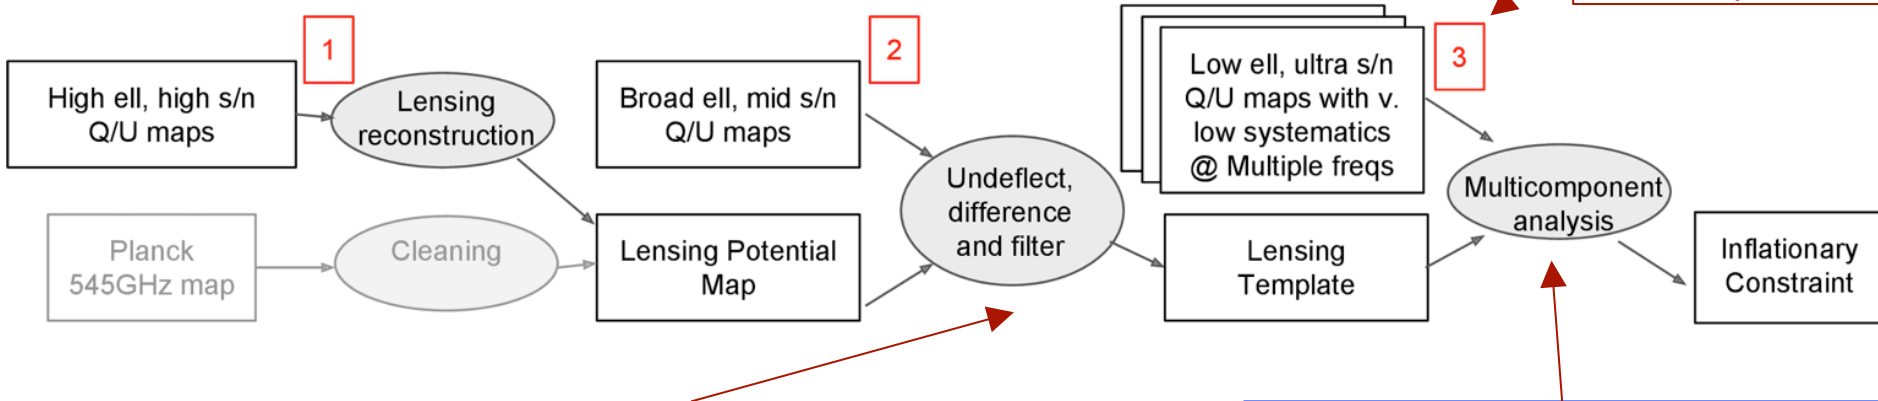 1
High ell, high s/n
Q/U maps
Lensing
reconstruction
Planck
545GHz map
Cleaning
2
Broad ell, mid s/n
Q/U maps
Lensing Potential
Map
Undeflect,
difference
and filter
3
Low ell, ultra s/n
Q/U maps with v.
low systematics
@ Multiple freqs
Lensing
Template
Multicomponent
analysis
Inflationary
Constraint